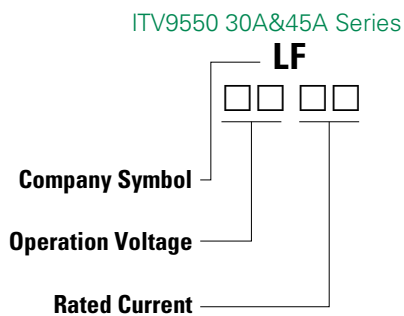 ITV9550 30A&45A Series
LF
□□ □□
Company Symbol
Operation Voltage
Rated Current